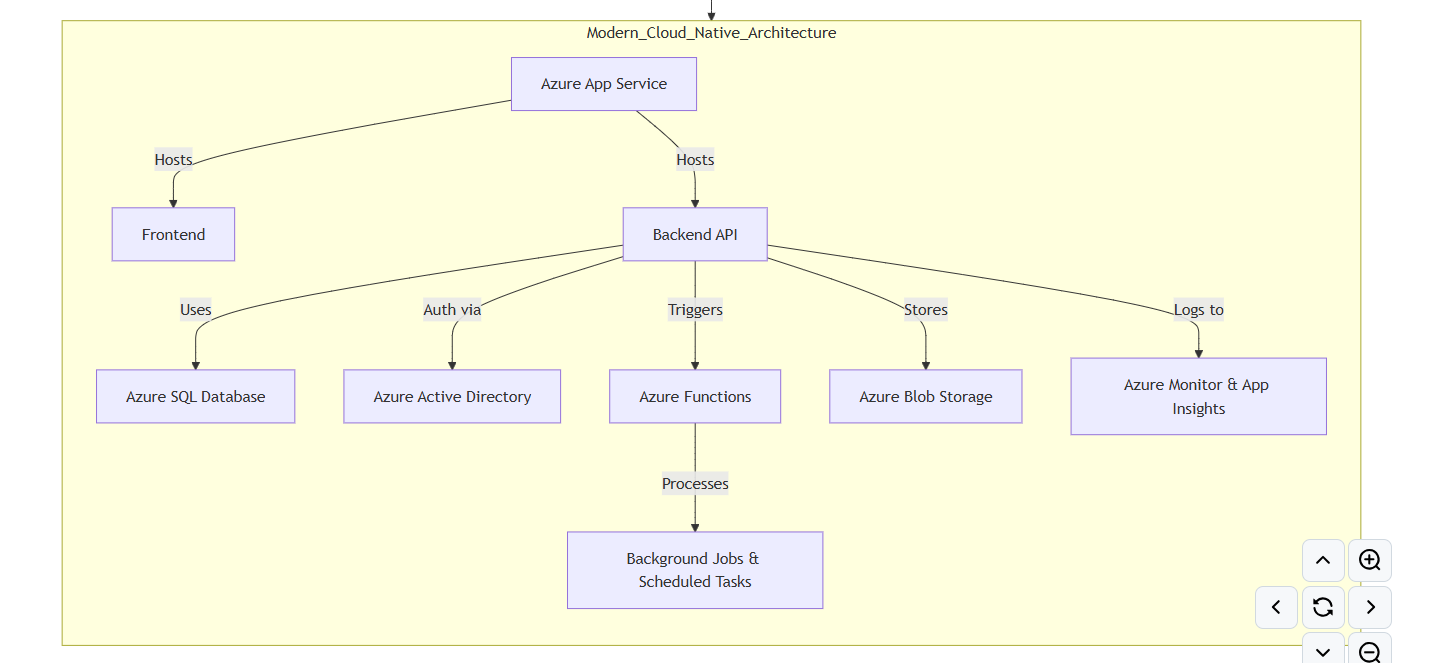 Modern_Cloud_Native_Architecture
Azure App Service
Hosts
Hosts
Frontend
Backend API
Uses
Auth via
Triggers
Stores
Logs to
Azure SQL Database
Azure Active Directory
Azure Functions
Azure Blob Storage
Azure Monitor & App
Insights
Processes
Background Jobs &
Scheduled Tasks